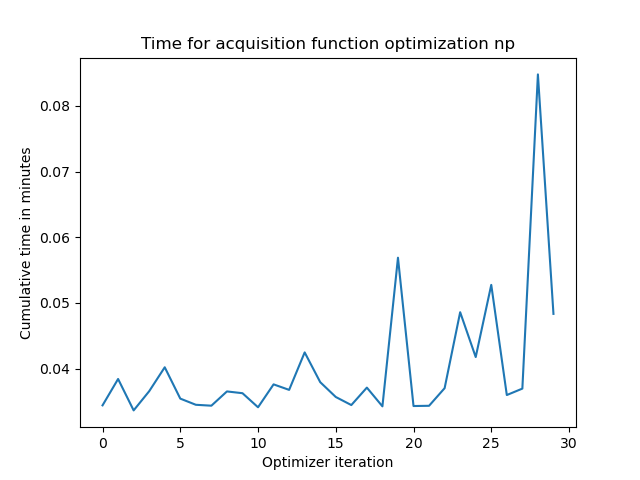 Time for acquisition function optimization np
Cumulative time in minutes
0.08
0.07
0.06
0.05
0.04
0 5 10 15 20 25 30
Optimizer iteration